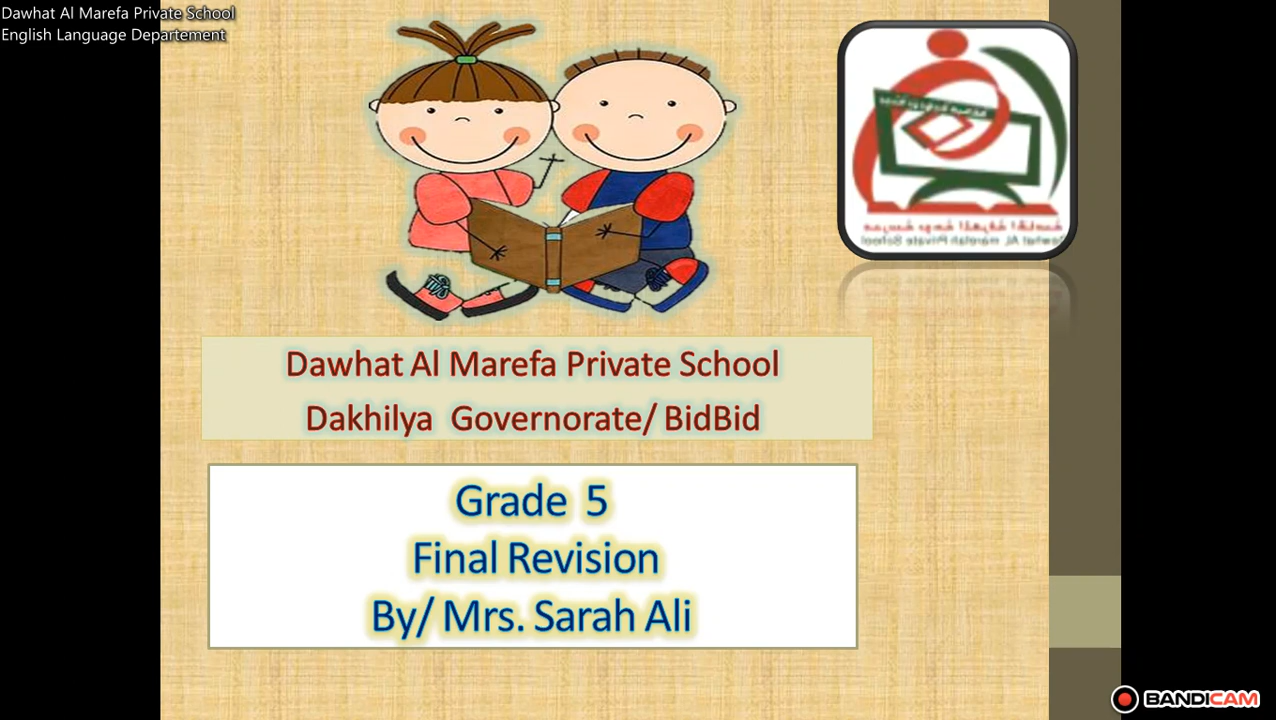 Dawhat Al Marefa Private School
English Language Departement
Dawhat Al Marefa Private School
Dakhilya Governorate/ BidBid
Grade 5
Final Revision
By/ Mrs. Sarah Ali
BANDICAM